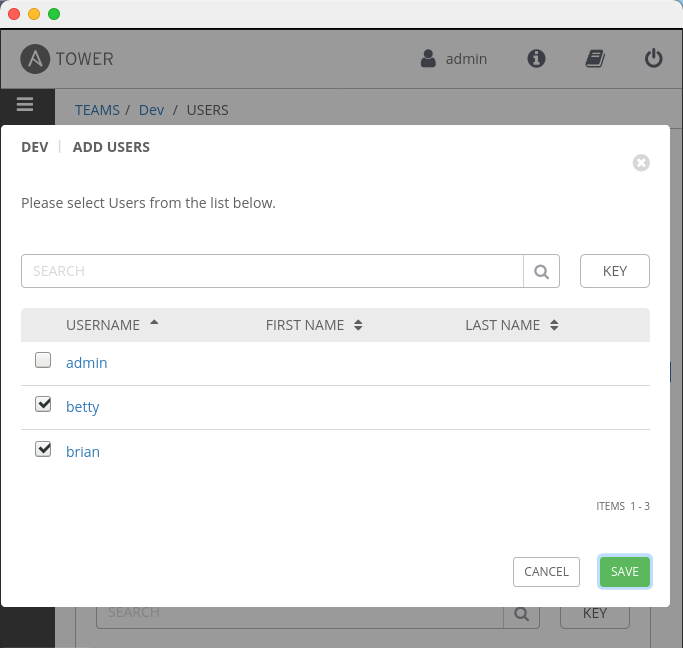 TOWER admin
TEAMS / Dev / USERS
DEV | ADD USERS
Please select Users from the list below.
SEARCH KEY
USERNAME FIRST NAME LAST NAME
admin
betty
brian
ITEMS 1 - 3
CANCEL SAVE
SEARCH KEY